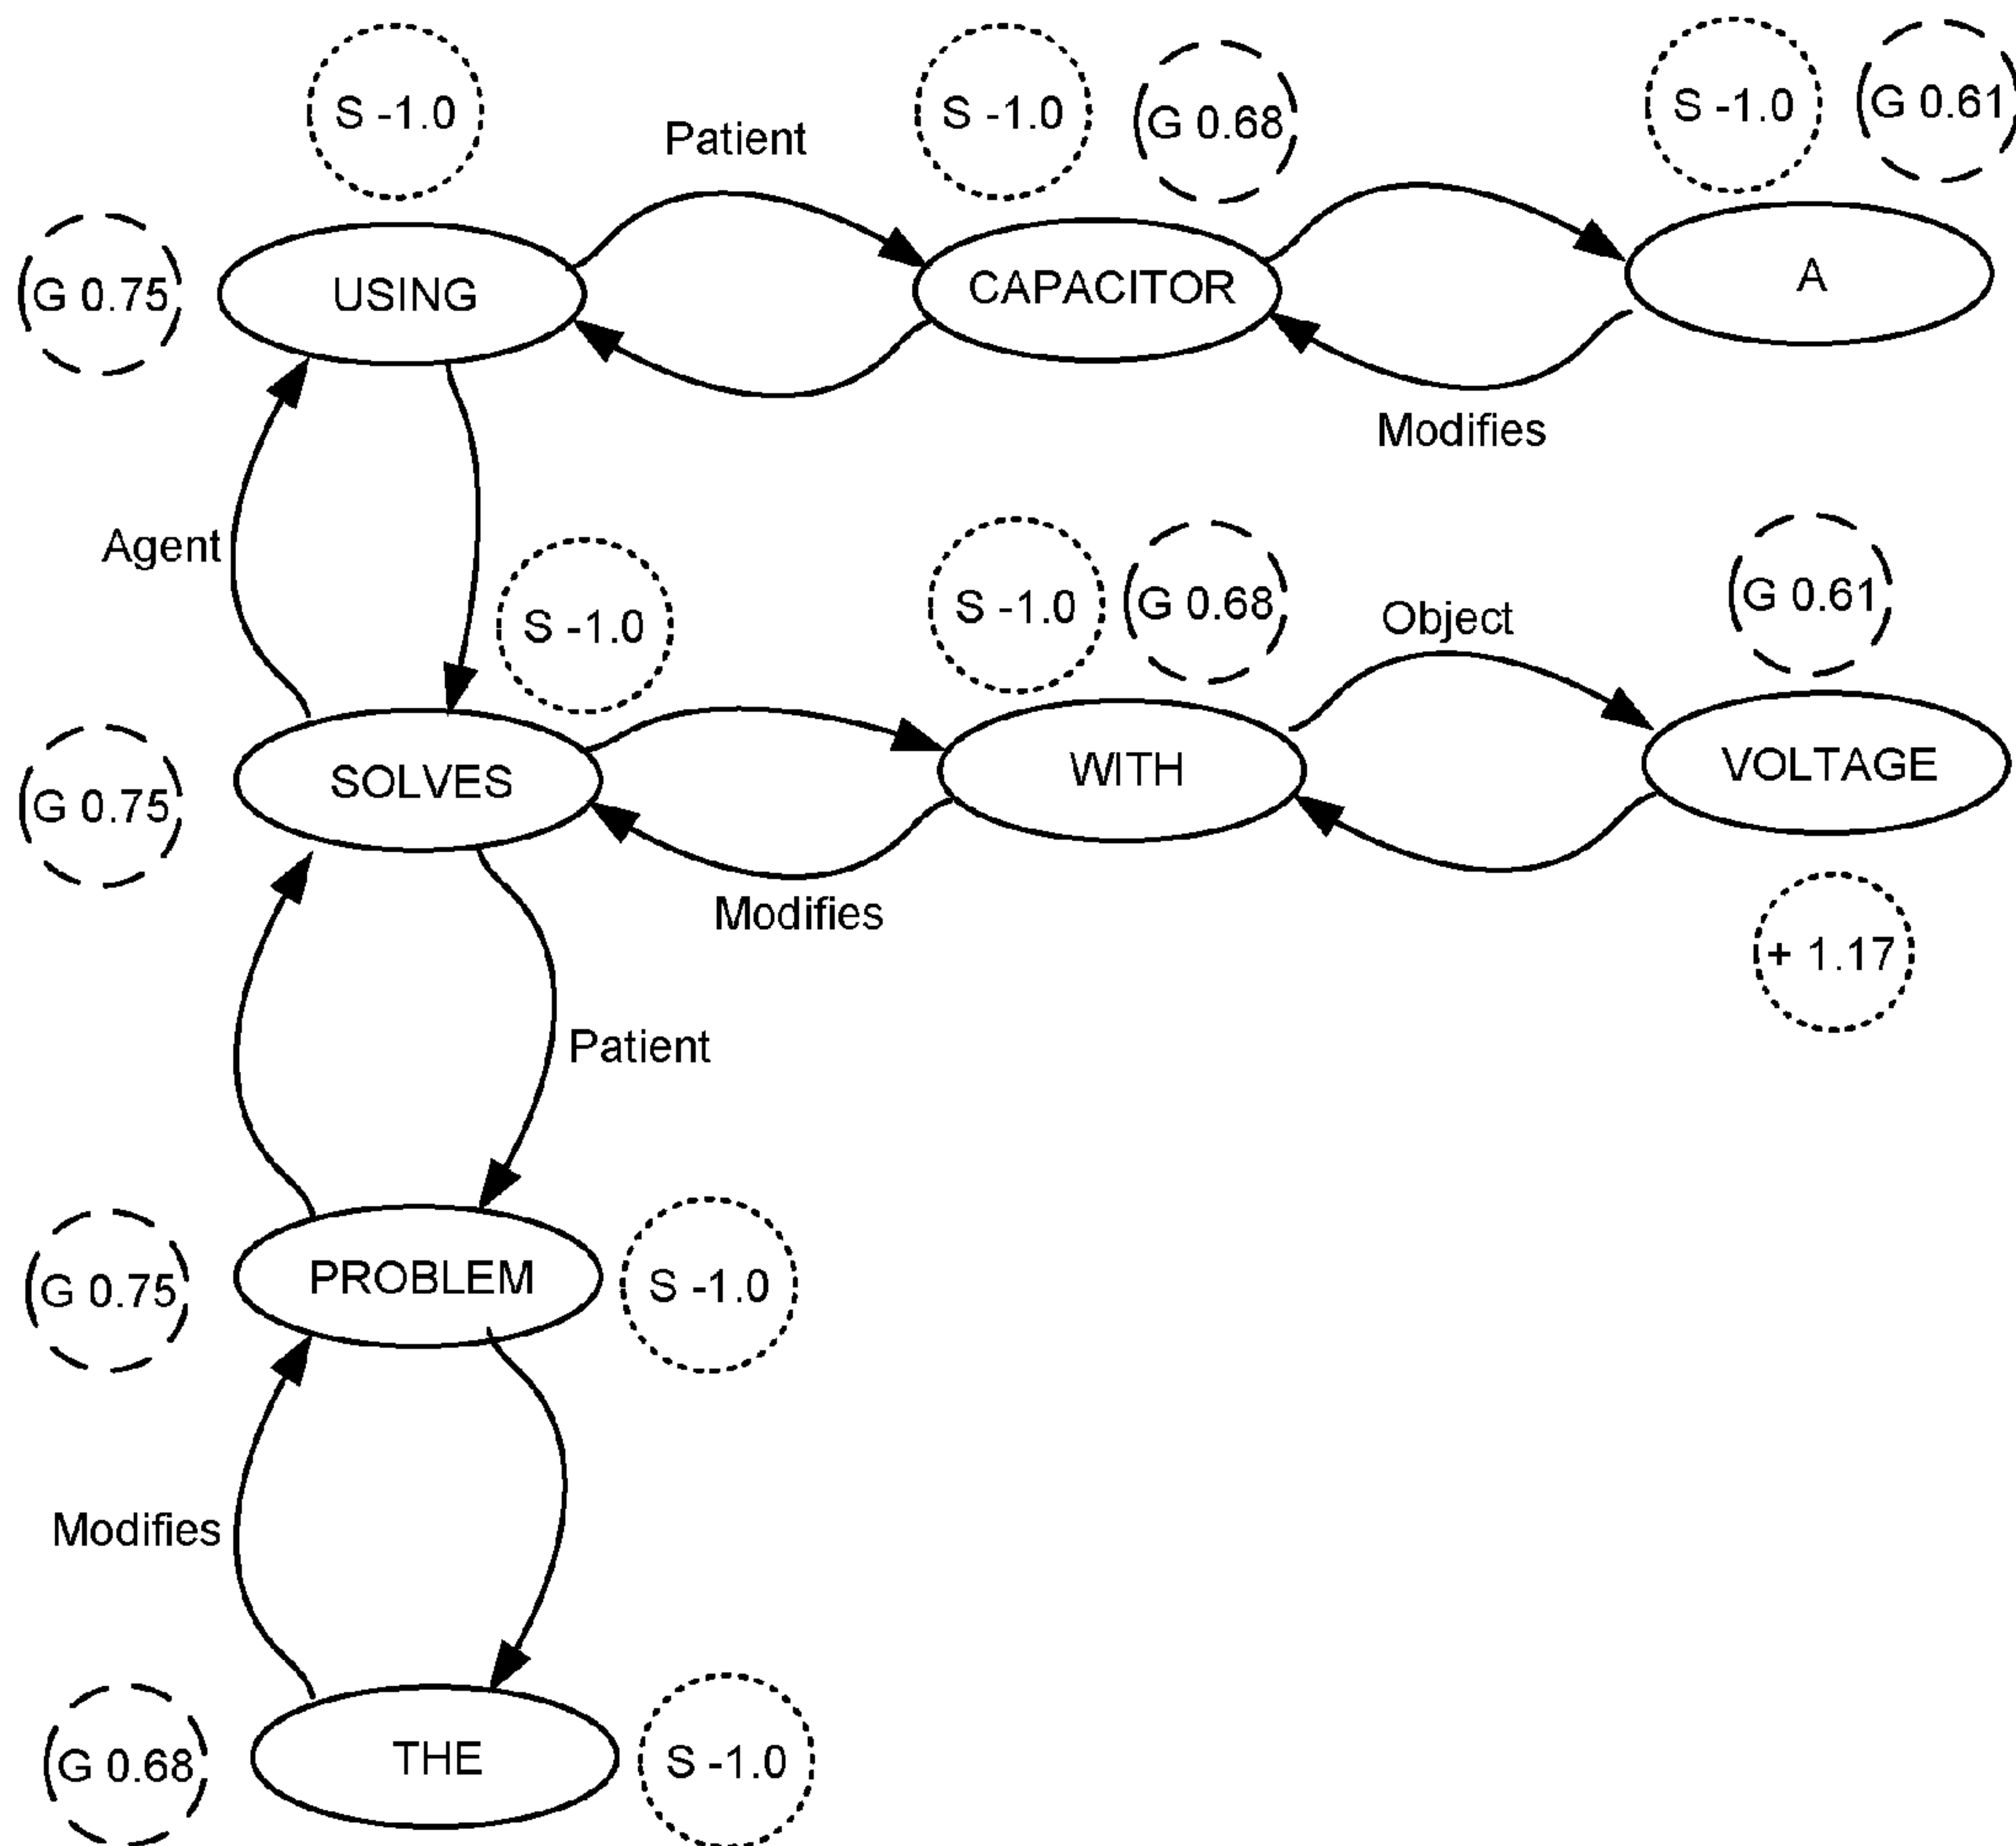 S -1.0
Patient
S -1.0
G 0.68
S -1.0
G 0.61
G 0.75
USING
CAPACITOR
A
Modifies
Agent
S -1.0
S -1.0
G 0.68
Object
G 0.61
G 0.75
SOLVES
WITH
VOLTAGE
Modifies
+ 1.17
Patient
G 0.75
PROBLEM
S -1.0
Modifies
G 0.68
THE
S -1.0